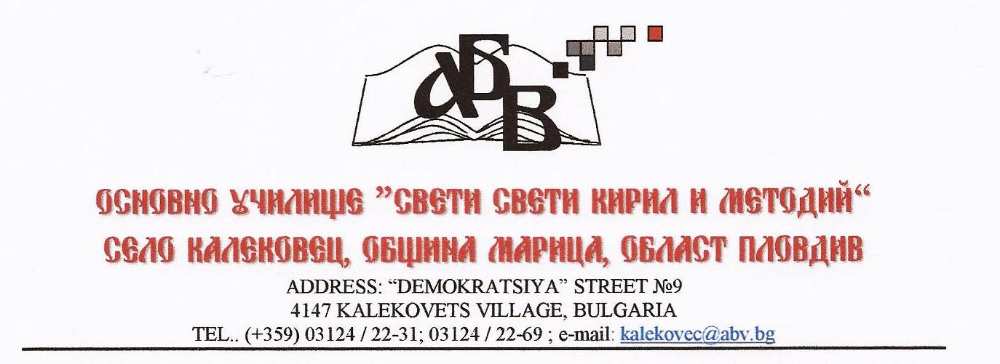 АБВ
ОСНОВНО УЧИЛИЩЕ ”СВЕТИ СВЕТИ КИРИЛ И МЕТОДИЙ“
СЕЛО КАЛЕКОВЕЦ, ОБЩИНА МАРИЦА, ОБЛАСТ ПЛОВДИВ
ADDRESS: “DEMOKRATSIYA” STREET №9
4147 KALEKOVETS VILLAGE, BULGARIA
TEL.. (+359) 03124 / 22-31; 03124 / 22-69 ; e-mail: kalekovec@abv.bg